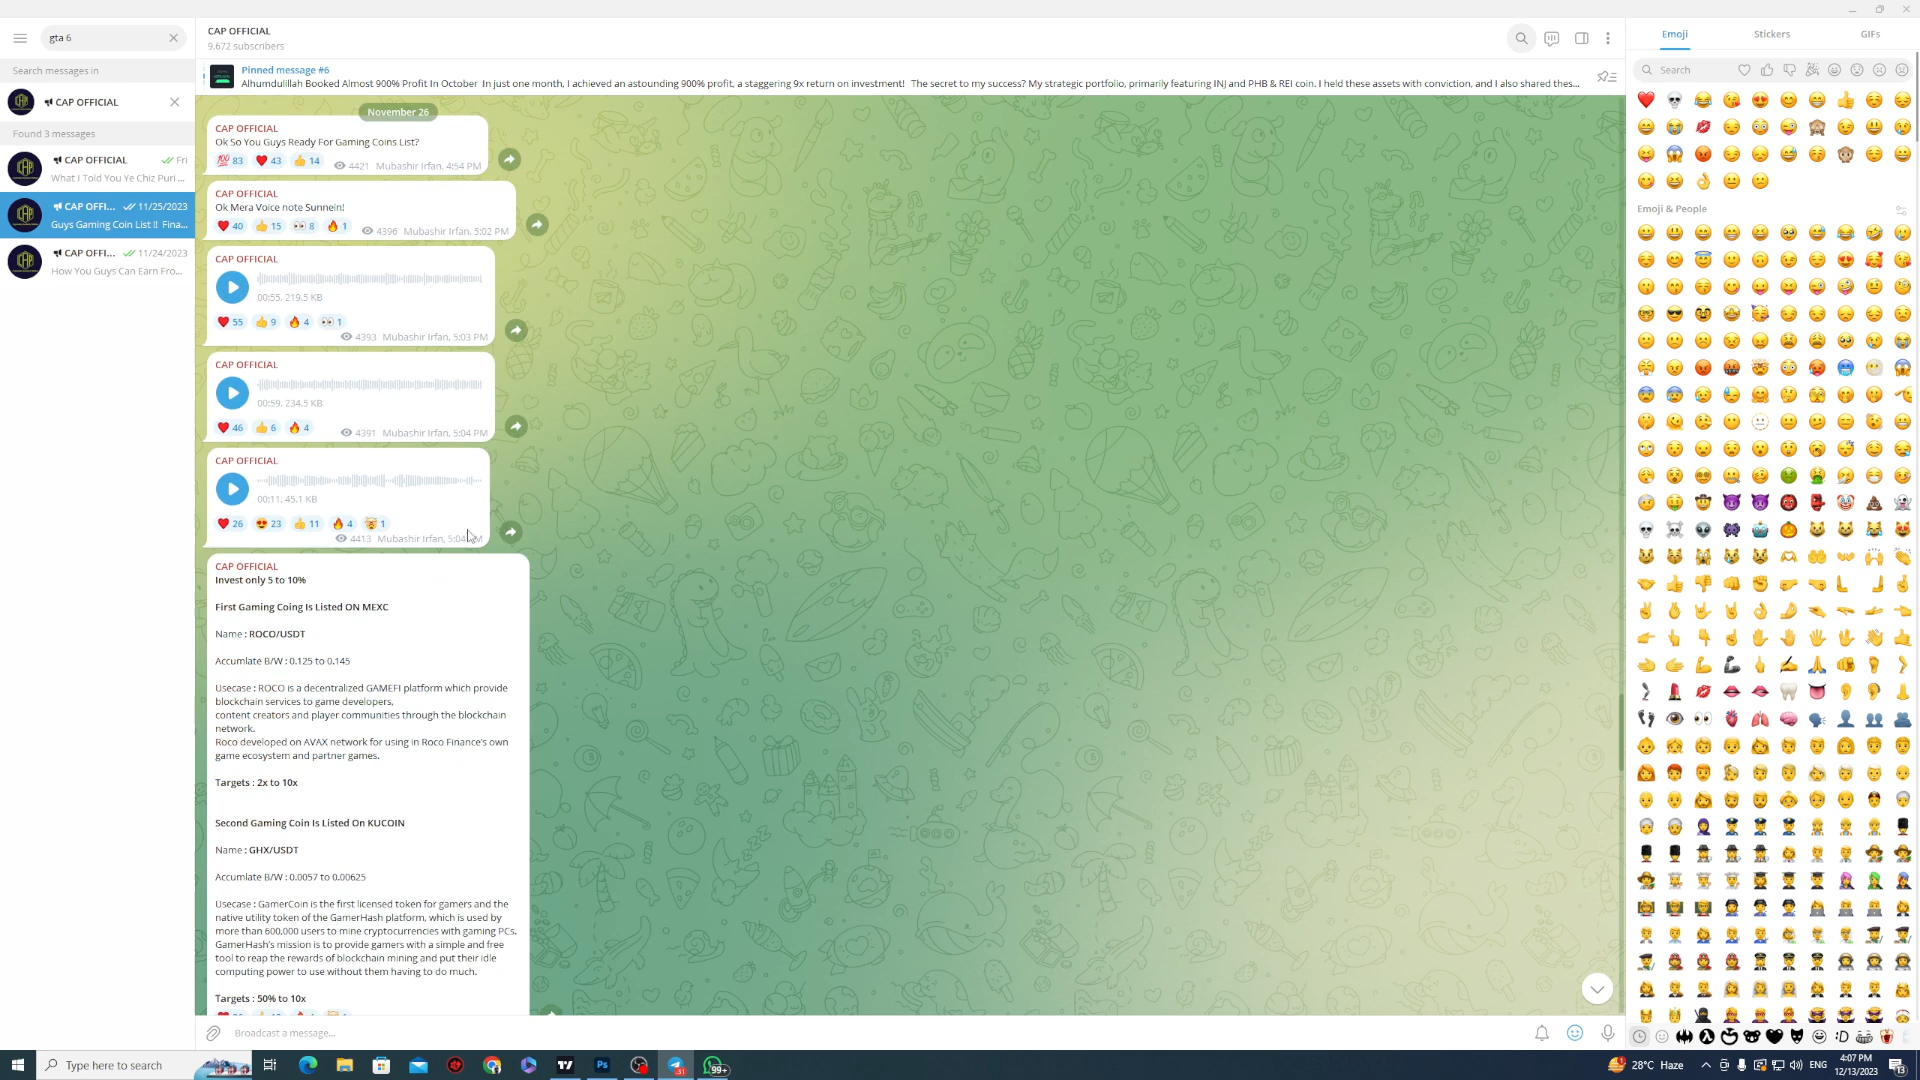 gta 6
CAP OFFICIAL
9,672 subscribers
Search messages in
CAP OFFICIAL
Found 3 messages
CAP OFFICIAL
Fri
What I Told You Ye Chiz Puri ...
CAP OFFI...
11/25/2023
Guys Gaming Coin List !! Fina...
CAP OFFI...
11/24/2023
How You Guys Can Earn Fro...
Pinned message #6
Alhumdulillah Booked Almost 900% Profit In October In just one month, I achieved an astounding 900% profit, a staggering 9x return on investment! The secret to my success? My strategic portfolio, primarily featuring INJ and PHB & REI coin. I held these assets with conviction, and I also shared thes...
November 26
CAP OFFICIAL
Ok So You Guys Ready For Gaming Coins List?
83 43 14 4421 Mubashir Irfan, 4:54 PM
CAP OFFICIAL
Ok Mera Voice note Sunnein!
40 15 8 1 4396 Mubashir Irfan, 5:02 PM
CAP OFFICIAL
00:55, 219.5 KB
55 9 4 1
4393 Mubashir Irfan, 5:03 PM
CAP OFFICIAL
00:59, 234.5 KB
46 6 4 4391 Mubashir Irfan, 5:04 PM
CAP OFFICIAL
00:11, 45.1 KB
26 23 11 4 1
4413 Mubashir Irfan, 5:04
CAP OFFICIAL
Invest only 5 to 10%
First Gaming Coing Is Listed ON MEXC
Name : ROCO/USDT
Accumlate B/W : 0.125 to 0.145
Usecase : ROCO is a decentralized GAMEFI platform which provide
blockchain services to game developers,
content creators and player communities through the blockchain
network.
Roco developed on AVAX network for using in Roco Finance's own
game ecosystem and partner games.
Targets : 2x to 10x
Second Gaming Coin Is Listed On KUCOIN
Name : GHX/USDT
Accumlate B/W : 0.0057 to 0.00625
Usecase : GamerCoin is the first licensed token for gamers and the
native utility token of the GamerHash platform, which is used by
more than 600,000 users to mine cryptocurrencies with gaming PCs.
GamerHash's mission is to provide gamers with a simple and free
tool to reap the rewards of blockchain mining and put their idle
computing power to use without them having to do much.
Targets : 50% to 10x
Broadcast a message...
Emoji Stickers GIFs
Search
Emoji & People
Type here to search
99+
28°C Haze
ENG
4:07 PM
12/13/2023